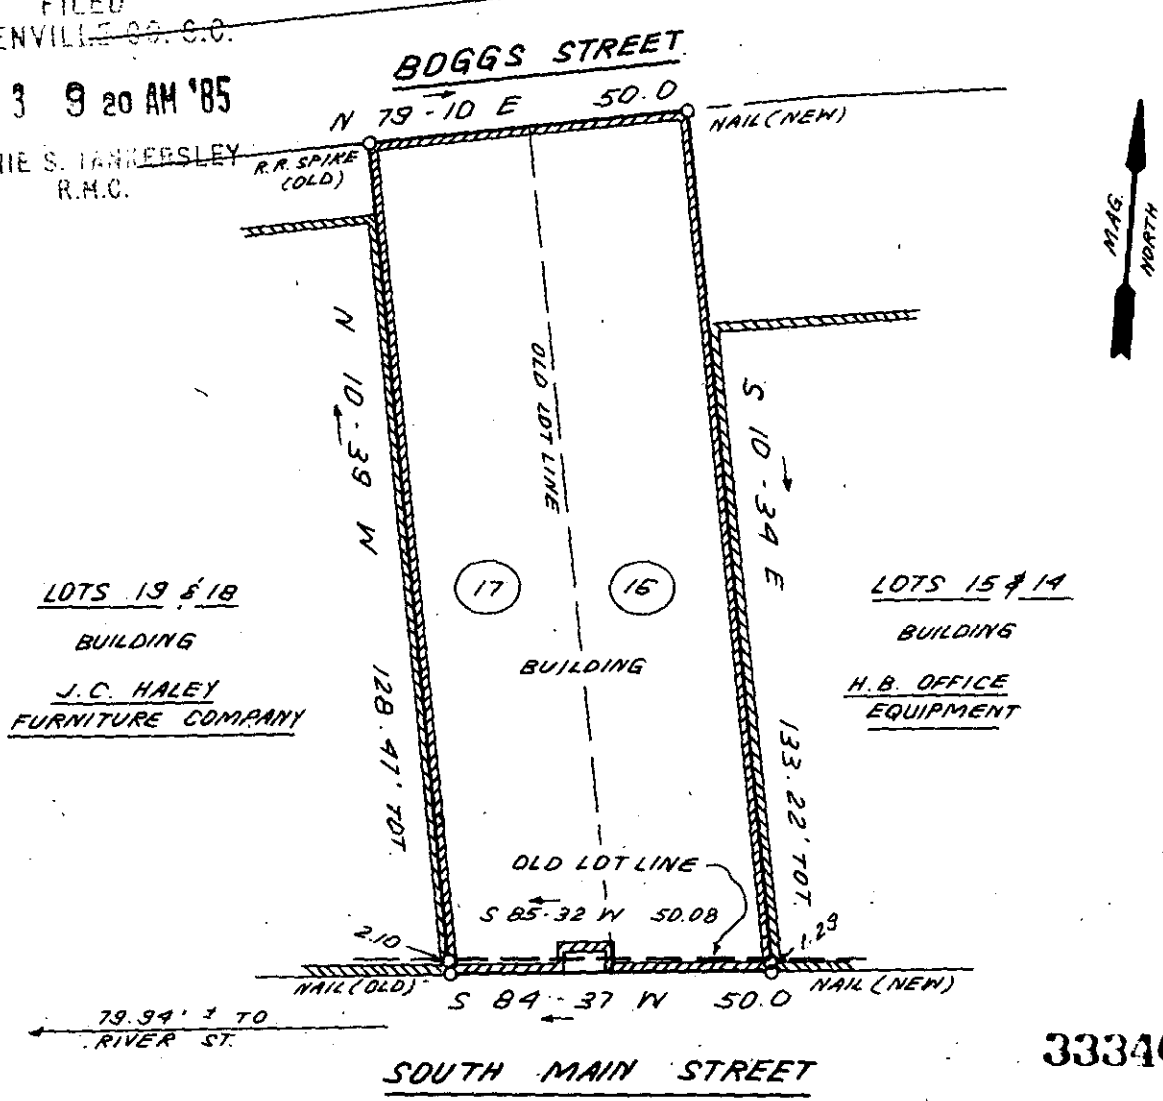 FILED
ENVILLE CO. S.C.
3 9 20 AM '85
NIE S. TANKERSLEY
R.M.C.
BOGGS STREET
N 79-10 E 50.0
R.R. SPIKE
(OLD)
NAIL (NEW)
MAG.
NORTH
N 10-39 W
128.47' TOT.
OLD LOT LINE
S 10-34 E
133.22' TOT.
LOTS 19 & 18
BUILDING
J.C. HALEY
FURNITURE COMPANY
17
16
BUILDING
LOTS 15 & 14
BUILDING
H.B. OFFICE
EQUIPMENT
OLD LOT LINE
S 85-32 W 50.08
2.10
1.29
NAIL (OLD)
S 84-37 W 50.0
NAIL (NEW)
79.94' ± TO
RIVER ST.
SOUTH MAIN STREET
3334